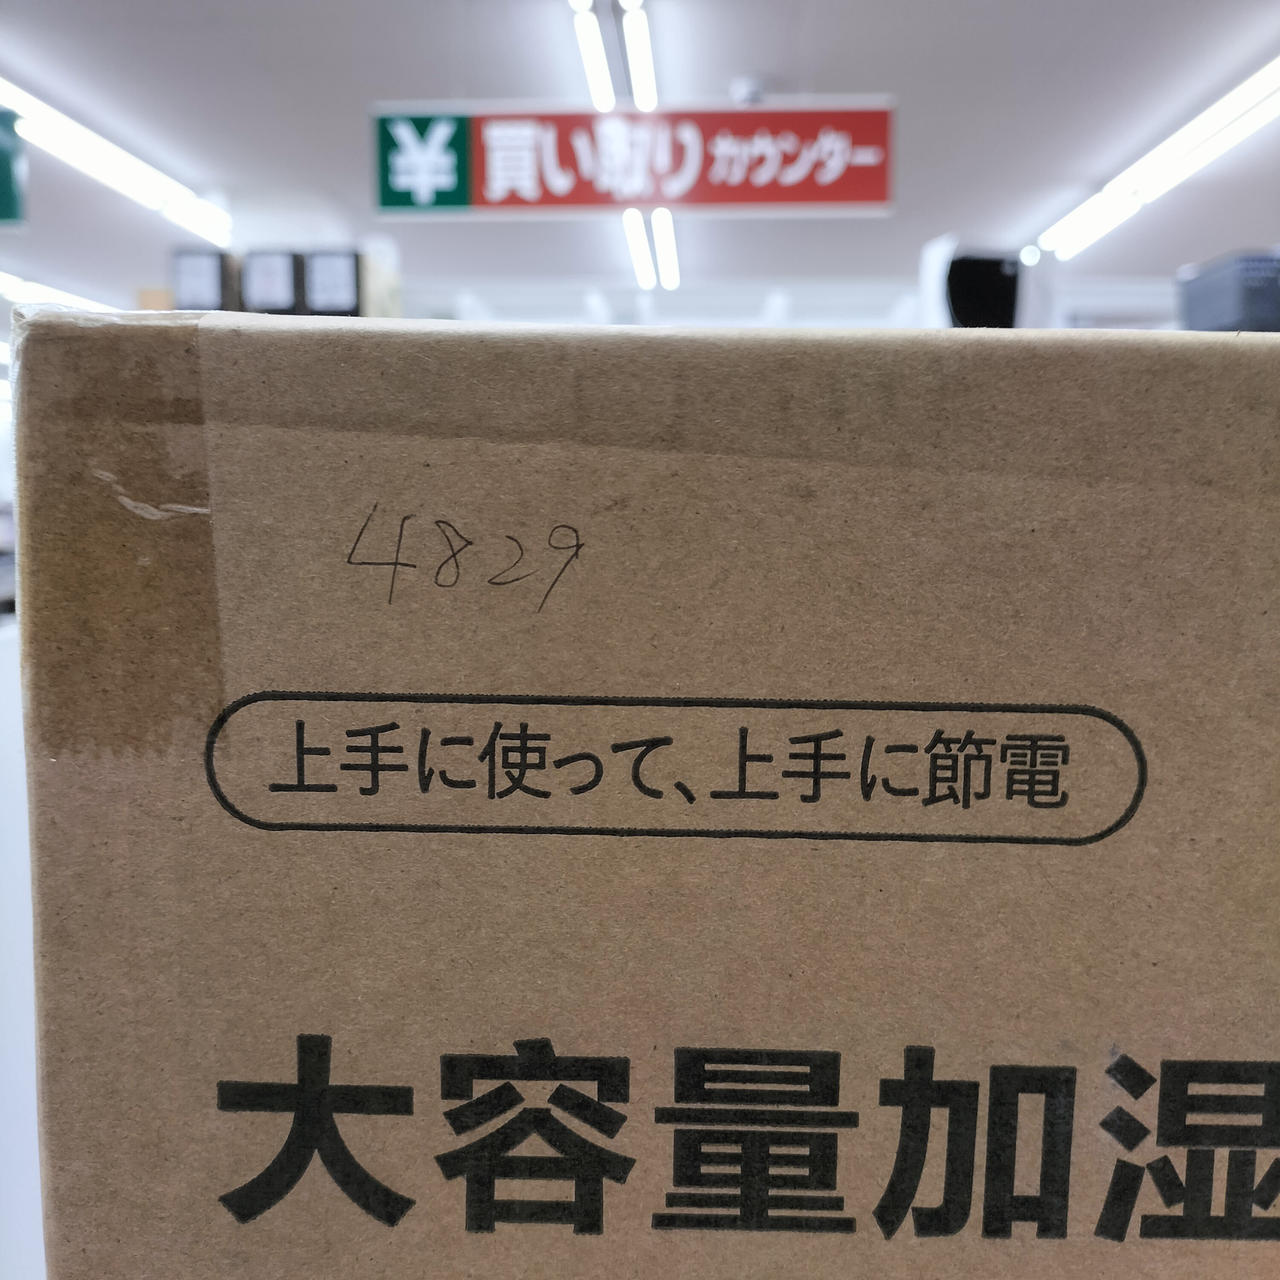 ¥ 買い取りカウンター
4829
上手に使って、上手に節電
大容量加湿